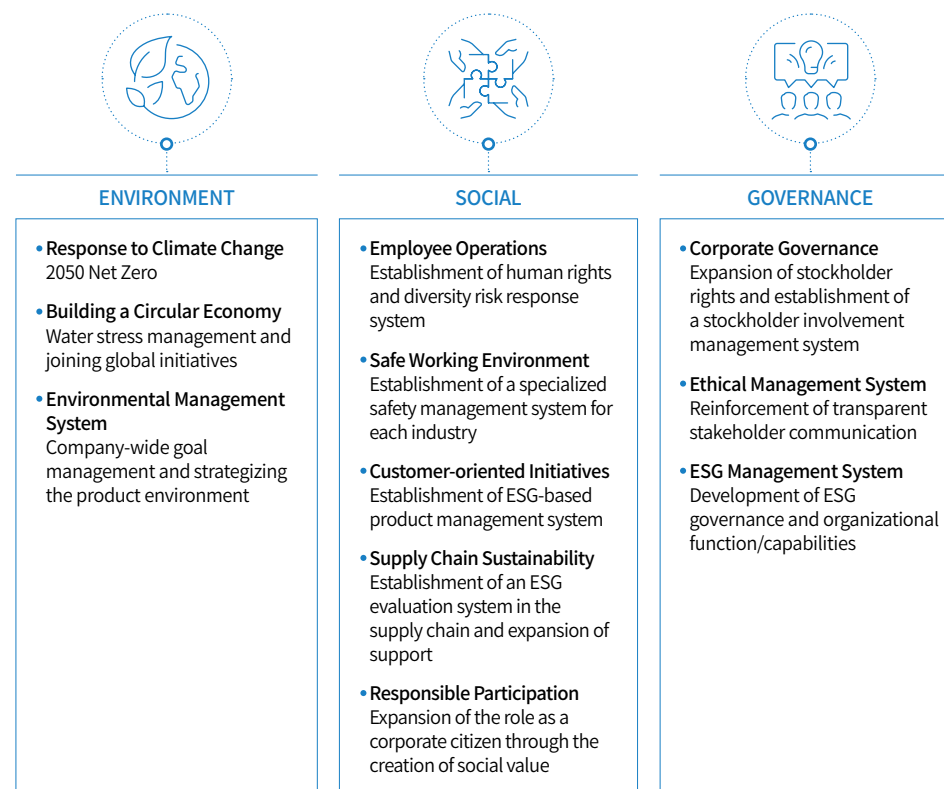 ENVIRONMENT
• Response to Climate Change
2050 Net Zero
• Building a Circular Economy
Water stress management and
joining global initiatives
• Environmental Management
System
Company-wide goal
management and strategizing
the product environment
SOCIAL
• Employee Operations
Establishment of human rights
and diversity risk response
system
• Safe Working Environment
Establishment of a specialized
safety management system for
each industry
• Customer-oriented Initiatives
Establishment of ESG-based
product management system
• Supply Chain Sustainability
Establishment of an ESG
evaluation system in the
supply chain and expansion of
support
• Responsible Participation
Expansion of the role as a
corporate citizen through the
creation of social value
GOVERNANCE
• Corporate Governance
Expansion of stockholder
rights and establishment of
a stockholder involvement
management system
• Ethical Management System
Reinforcement of transparent
stakeholder communication
• ESG Management System
Development of ESG
governance and organizational
function/capabilities